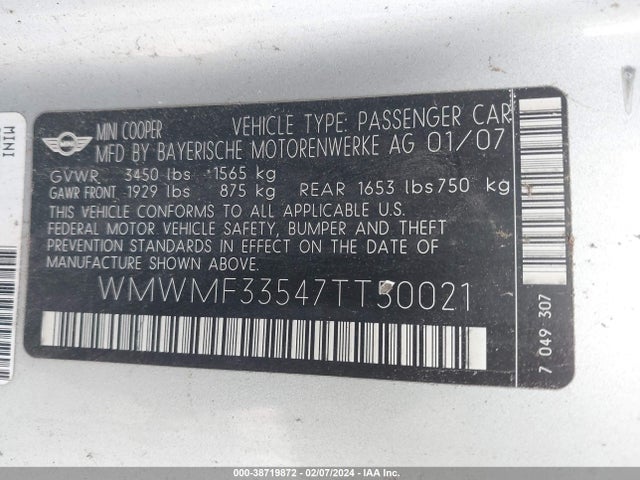 MINI
MINI COOPER VEHICLE TYPE: PASSENGER CAR
MFD BY BAYERISCHE MOTORENWERKE AG 01/07
GVWR 3450 lbs 1565 kg
GAWR FRONT 1929 lbs 875 kg REAR 1653 lbs 750 kg
THIS VEHICLE CONFORMS TO ALL APPLICABLE U.S.
FEDERAL MOTOR VEHICLE SAFETY, BUMPER AND THEFT
PREVENTION STANDARDS IN EFFECT ON THE DATE OF
MANUFACTURE SHOWN ABOVE.
WMWMF33547TT50021
7 049 307
MINI
000-38719872 - 02/07/2024 - IAA Inc.